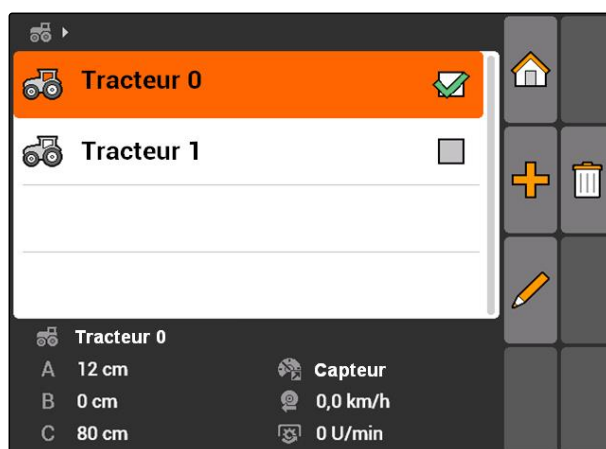 Tracteur 0
Tracteur 1
Tracteur 0
A 12 cm Capteur
B 0 cm 0,0 km/h
C 80 cm 0 U/min